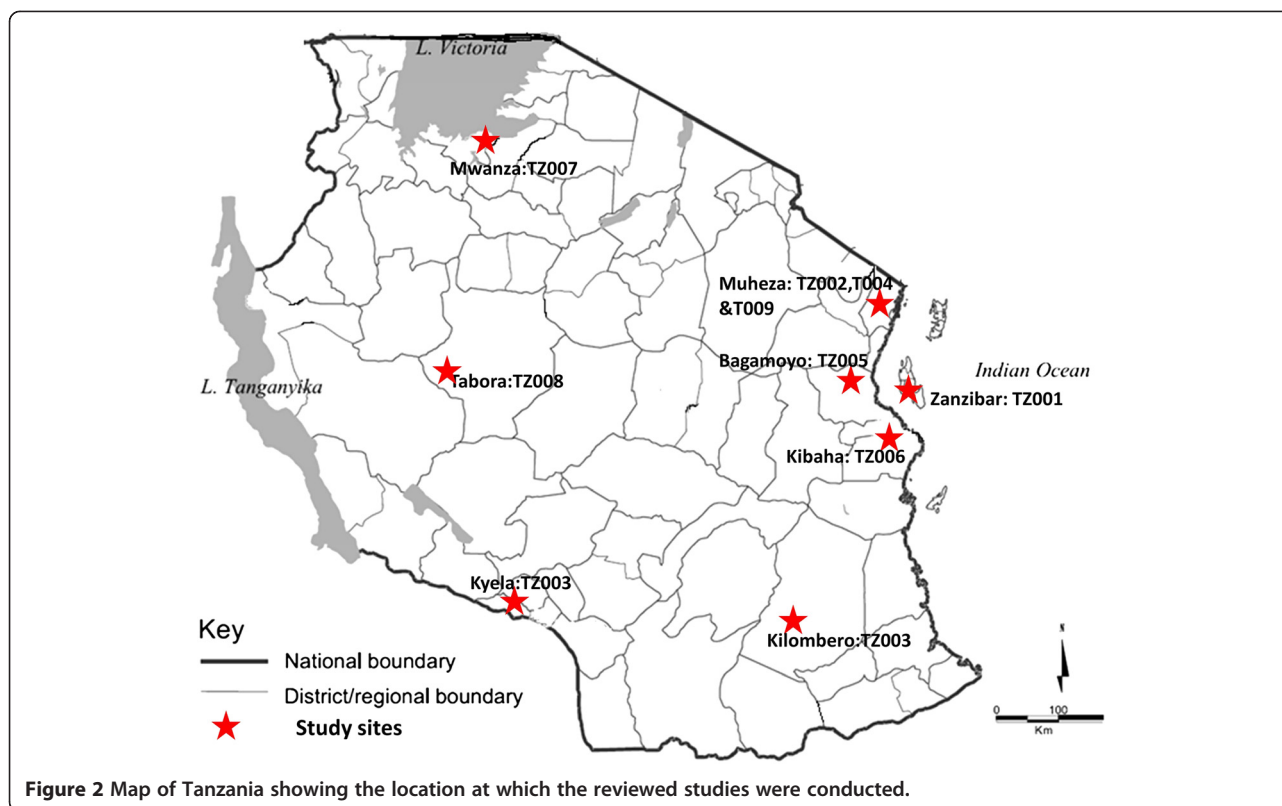 L. Victoria
Mwanza:TZ007
Muheza: TZ002,T004
&T009
Bagamoyo: TZ005
Indian Ocean
Tabora:TZ008
L. Tanganyika
Zanzibar: TZ001
Kibaha: TZ006
Kyela:TZ003
Kilombero:TZ003
Key
National boundary
District/regional boundary
Study sites
N
0 100
Km
Figure 2 Map of Tanzania showing the location at which the reviewed studies were conducted.